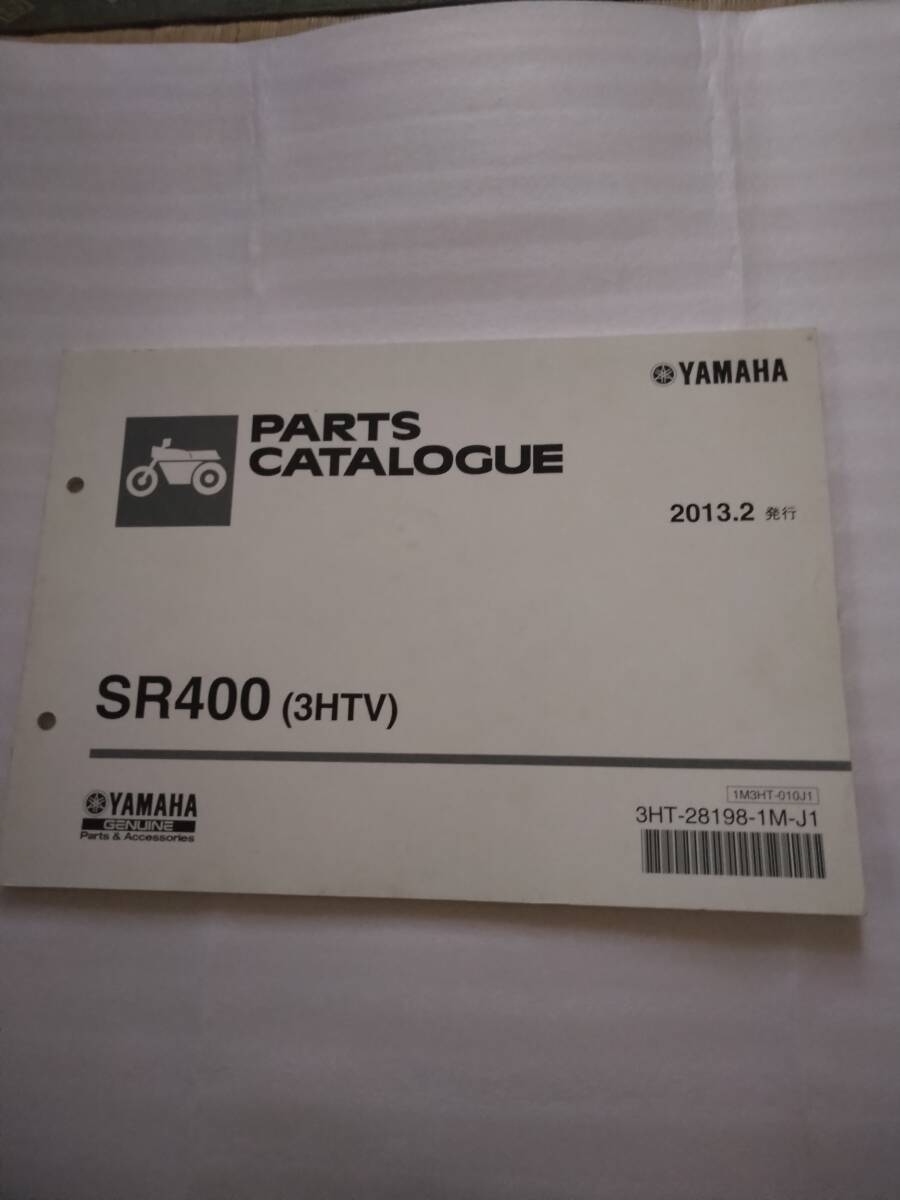 YAMAHA
PARTS
CATALOGUE
2013.2 発行
SR400 (3HTV)
YAMAHA
GENUINE
Parts & Accessories
1M3HT-010J1
3HT-28198-1M-J1